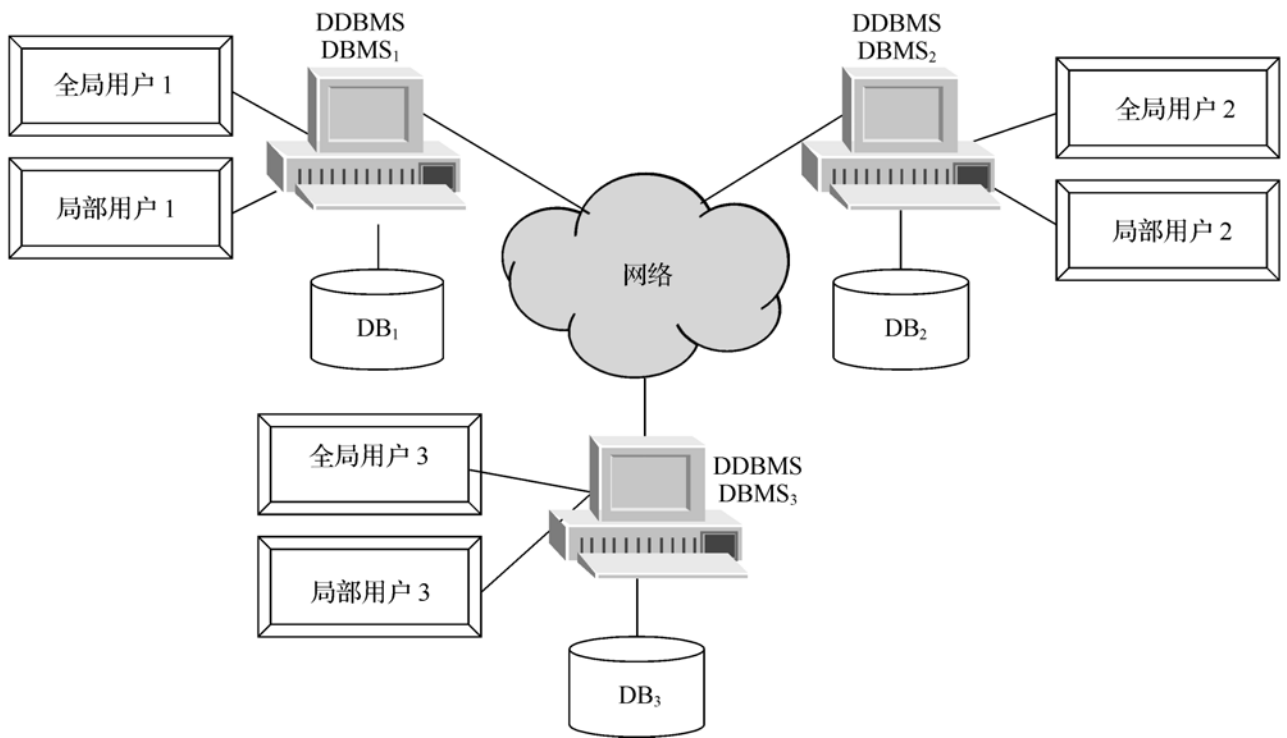 DDBMS
DBMS₁
全局用户 1
局部用户 1
DB₁
DDBMS
DBMS₂
全局用户 2
局部用户 2
DB₂
网络
全局用户 3
局部用户 3
DDBMS
DBMS₃
DB₃